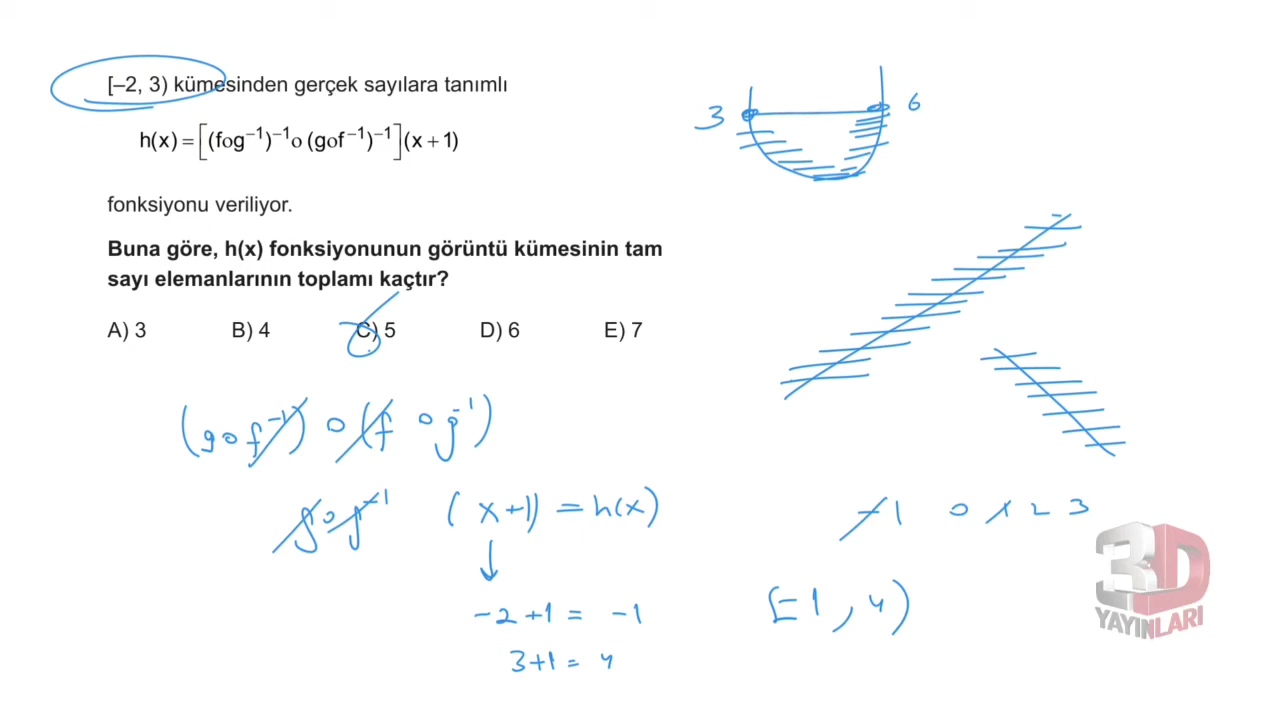 [–2, 3) kümesinden gerçek sayılara tanımlı
h(x) = [(fog⁻¹)⁻¹o (gof⁻¹)⁻¹](x + 1)
fonksiyonu veriliyor.
Buna göre, h(x) fonksiyonunun görüntü kümesinin tam
sayı elemanlarının toplamı kaçtır?
A) 3 B) 4 C) 5 D) 6 E) 7
3 6
(gof⁻¹) o (f o g⁻¹)
g o g⁻¹ (x+1) = h(x)
-2+1 = -1
3+1 = 4
-1 0 1 2 3
[-1, 4)
3D
YAYINLARI